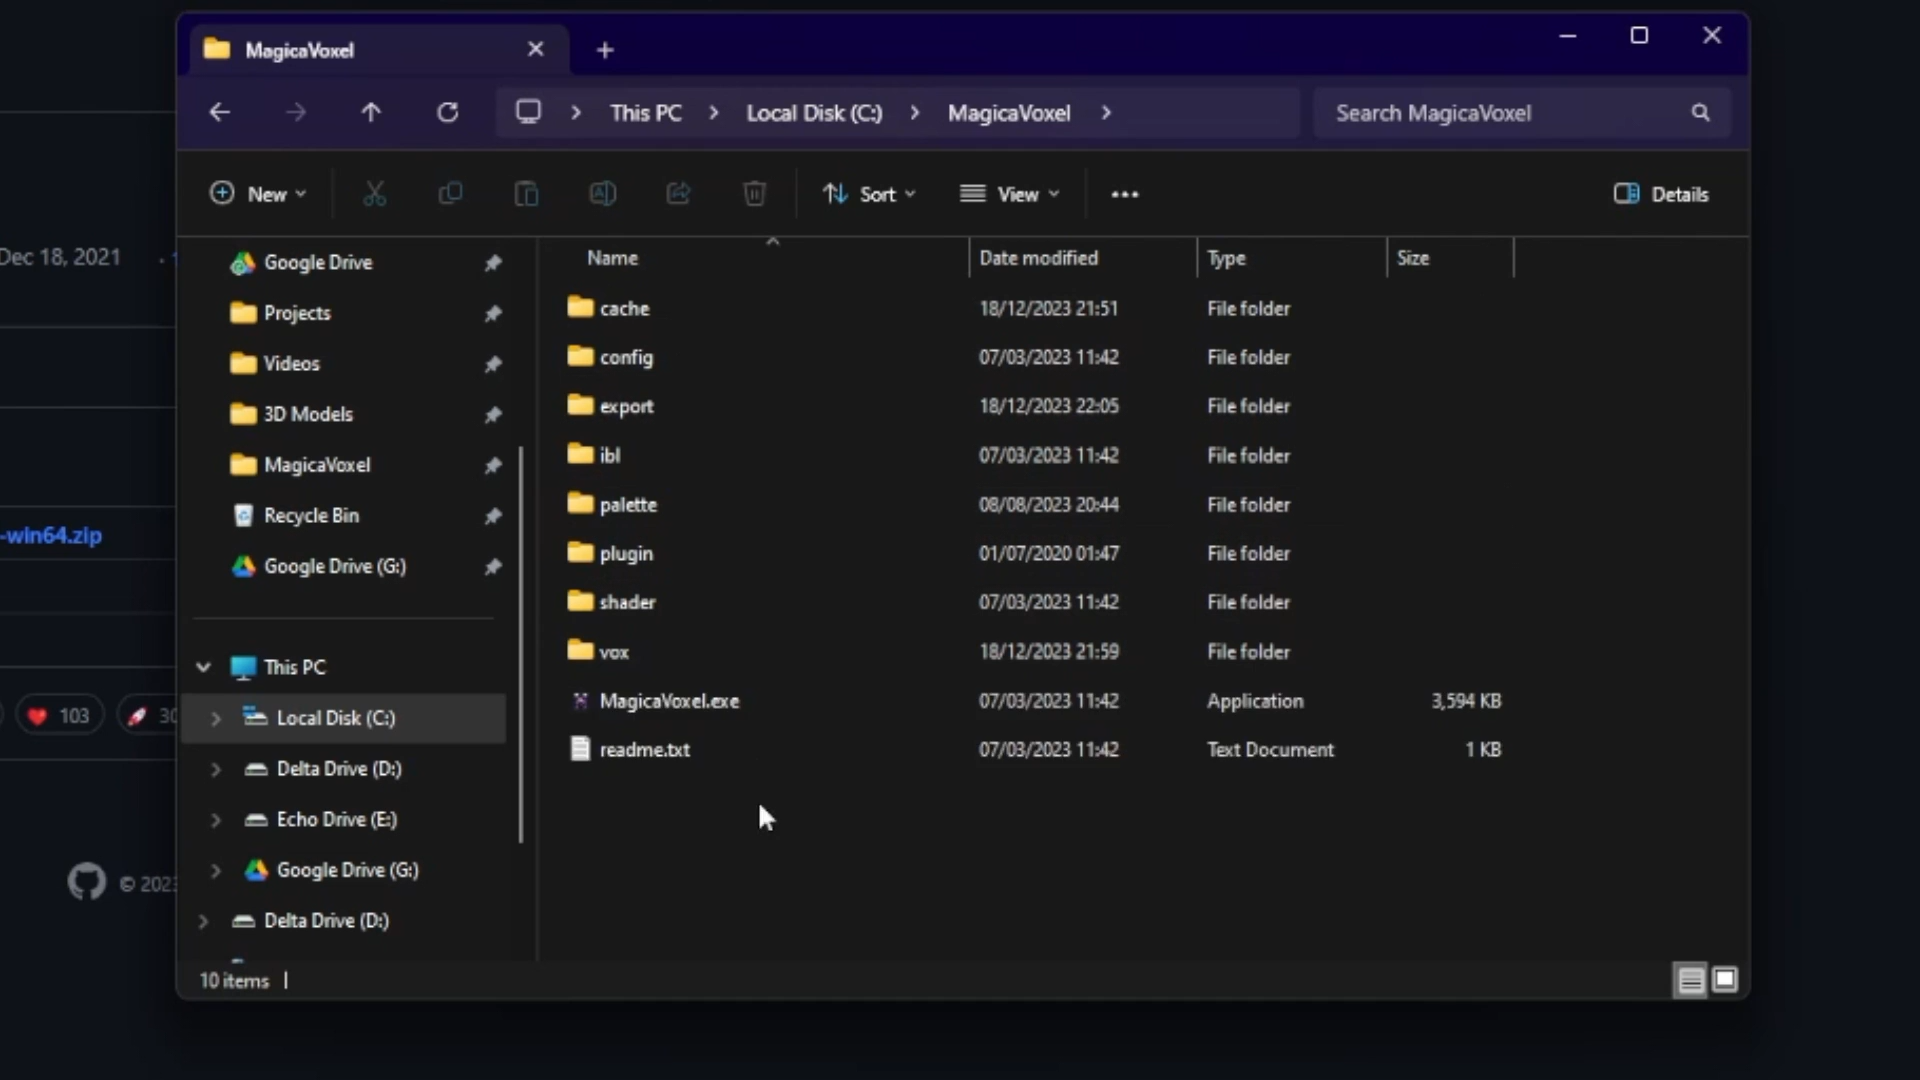 MagicaVoxel
This PC
Local Disk (C:)
MagicaVoxel
Search MagicaVoxel
New
Sort
View
Details
Dec 18, 2021
Google Drive
Projects
Videos
3D Models
MagicaVoxel
Recycle Bin
Google Drive (G:)
This PC
Local Disk (C:)
Delta Drive (D:)
Echo Drive (E:)
Google Drive (G:)
Delta Drive (D:)
-win64.zip
103
30
© 2023
Name Date modified Type Size
cache 18/12/2023 21:51 File folder
config 07/03/2023 11:42 File folder
export 18/12/2023 22:05 File folder
ibl 07/03/2023 11:42 File folder
palette 08/08/2023 20:44 File folder
plugin 01/07/2020 01:47 File folder
shader 07/03/2023 11:42 File folder
vox 18/12/2023 21:59 File folder
MagicaVoxel.exe 07/03/2023 11:42 Application 3,594 KB
readme.txt 07/03/2023 11:42 Text Document 1 KB
10 items